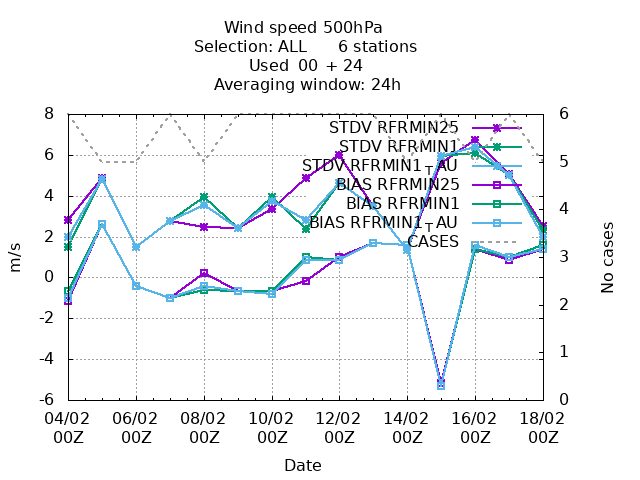 Wind speed 500hPa
Selection: ALL 6 stations
Used 00 + 24
Averaging window: 24h
8
6
4
2
0
-2
-4
-6
m/s
6
5
4
3
2
1
0
No cases
STDV RFRMIN25
STDV RFRMIN1
STDV RFRMIN1TAU
BIAS RFRMIN25
BIAS RFRMIN1
BIAS RFRMIN1TAU
CASES
04/02 06/02 08/02 10/02 12/02 14/02 16/02 18/02
00Z 00Z 00Z 00Z 00Z 00Z 00Z 00Z
Date